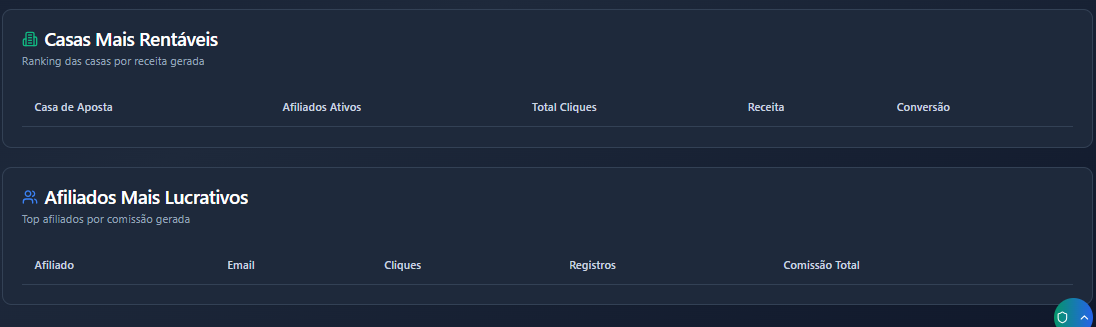 Casas Mais Rentáveis
Ranking das casas por receita gerada
Casa de Aposta Afiliados Ativos Total Cliques Receita Conversão
Afiliados Mais Lucrativos
Top afiliados por comissão gerada
Afiliado Email Cliques Registros Comissão Total